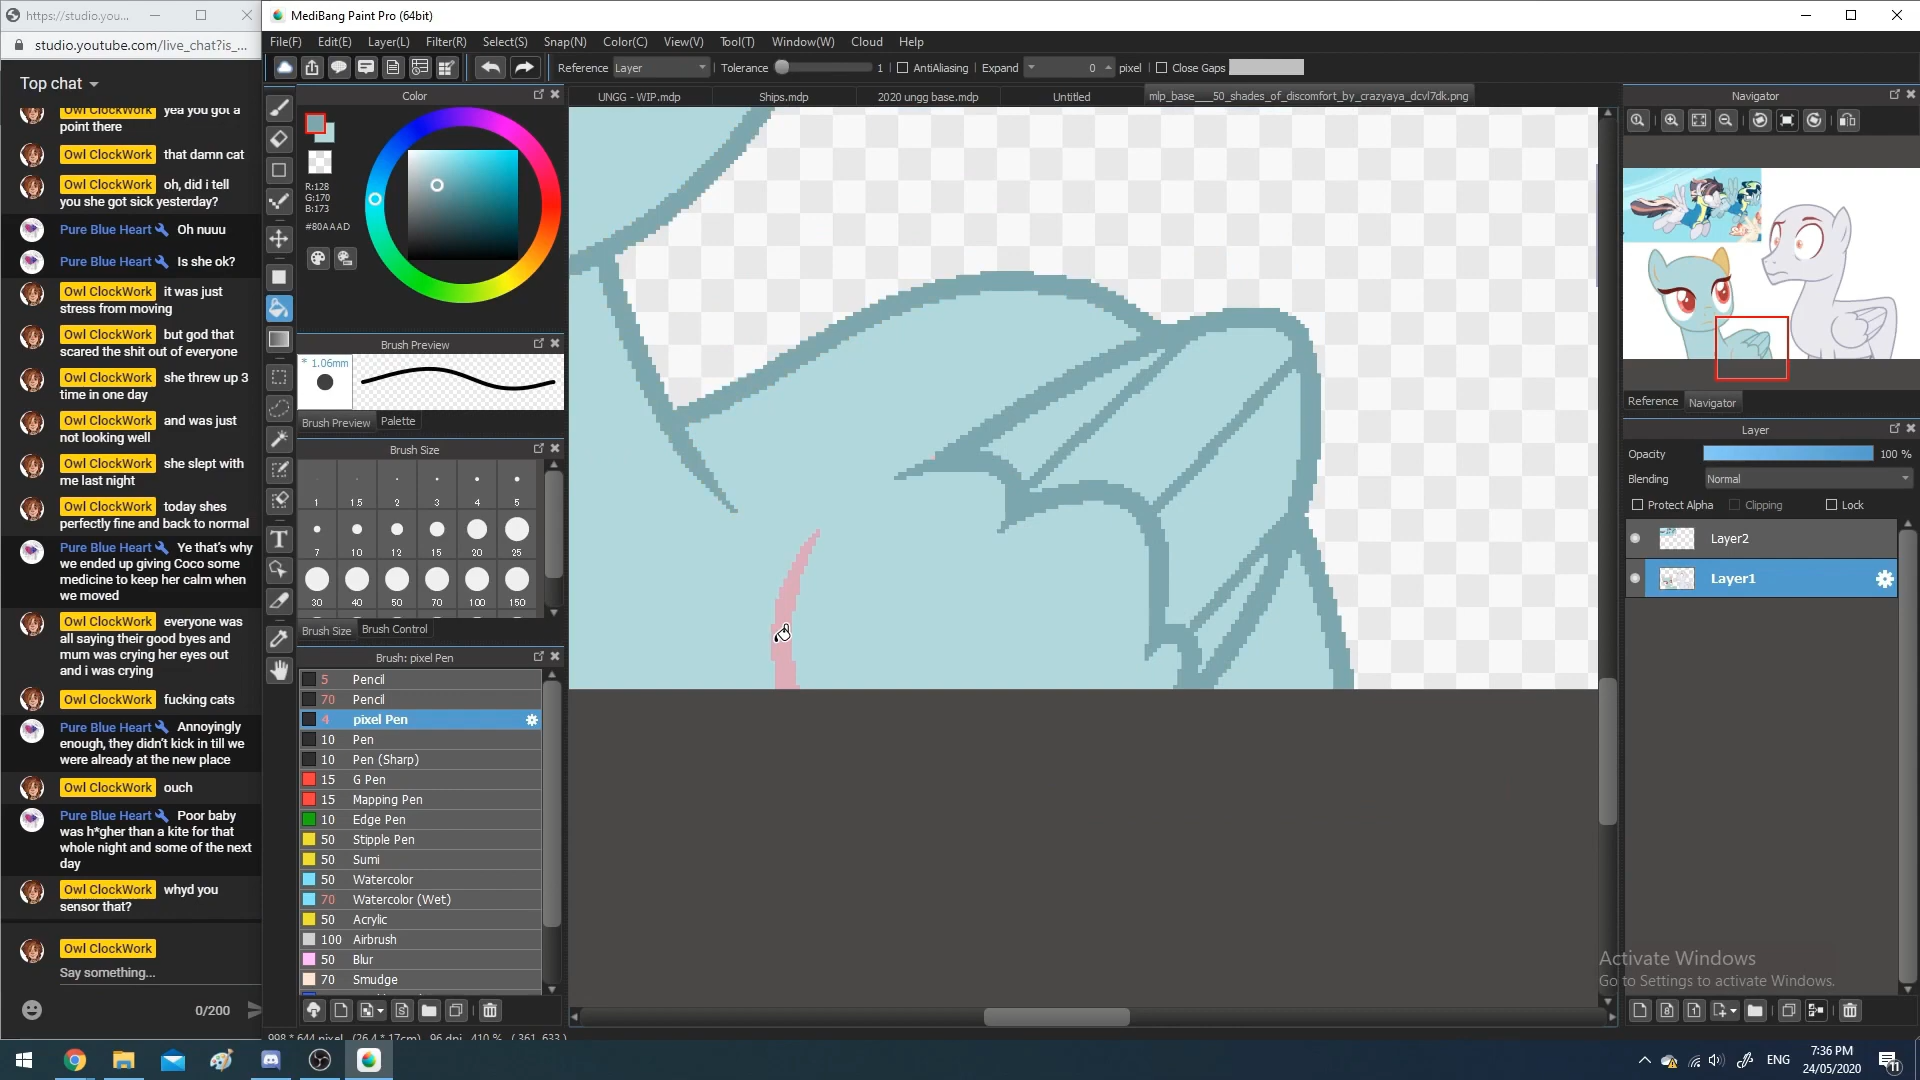 https://studio.you...
studio.youtube.com/live_chat?is_...
Top chat
Owl ClockWork yea you got a
point there
Owl ClockWork that damn cat
Owl ClockWork oh, did i tell
you she got sick yesterday?
Pure Blue Heart Oh nuuu
Pure Blue Heart Is she ok?
Owl ClockWork it was just
stress from moving
Owl ClockWork but god that
scared the shit out of everyone
Owl ClockWork she threw up 3
time in one day
Owl ClockWork and was just
not looking well
Owl ClockWork she slept with
me last night
Owl ClockWork today shes
perfectly fine and back to normal
Pure Blue Heart Ye that's why
we ended up giving Coco some
medicine to keep her calm when
we moved
Owl ClockWork everyone was
all saying their good byes and
mum was crying her eyes out
and i was crying
Owl ClockWork fucking cats
Pure Blue Heart Annoyingly
enough, they didn't kick in till we
were already at the new place
Owl ClockWork ouch
Pure Blue Heart Poor baby
was h*gher than a kite for that
whole night and some of the next
day
Owl ClockWork whyd you
sensor that?
Owl ClockWork
Say something...
0/200
MediBang Paint Pro (64bit)
File(F) Edit(E) Layer(L) Filter(R) Select(S) Snap(N) Color(C) View(V) Tool(T) Window(W) Cloud Help
Reference Layer Tolerance 1 AntiAliasing Expand 0 pixel Close Gaps
UNGG - WIP.mdp Ships.mdp 2020 ungg base.mdp Untitled mlp_base___50_shades_of_discomfort_by_crazyaya_dcvl7dk.png
Color
R:128
G:170
B:173
#80AAAD
Brush Preview
* 1.06mm
Brush Preview Palette
Brush Size
1 1.5 2 3 4 5
7 10 12 15 20 25
30 40 50 70 100 150
Brush Size Brush Control
Brush: pixel Pen
5 Pencil
70 Pencil
4 pixel Pen
10 Pen
10 Pen (Sharp)
15 G Pen
15 Mapping Pen
10 Edge Pen
50 Stipple Pen
50 Sumi
50 Watercolor
70 Watercolor (Wet)
50 Acrylic
100 Airbrush
50 Blur
70 Smudge
998 * 644 pixel (26.4 * 17cm) 96 dpi 410 % ( 361, 633 )
Navigator
Reference Navigator
Layer
Opacity 100 %
Blending Normal
Protect Alpha Clipping Lock
Layer2
Layer1
Activate Windows
Go to Settings to activate Windows.
ENG
7:36 PM
24/05/2020
11